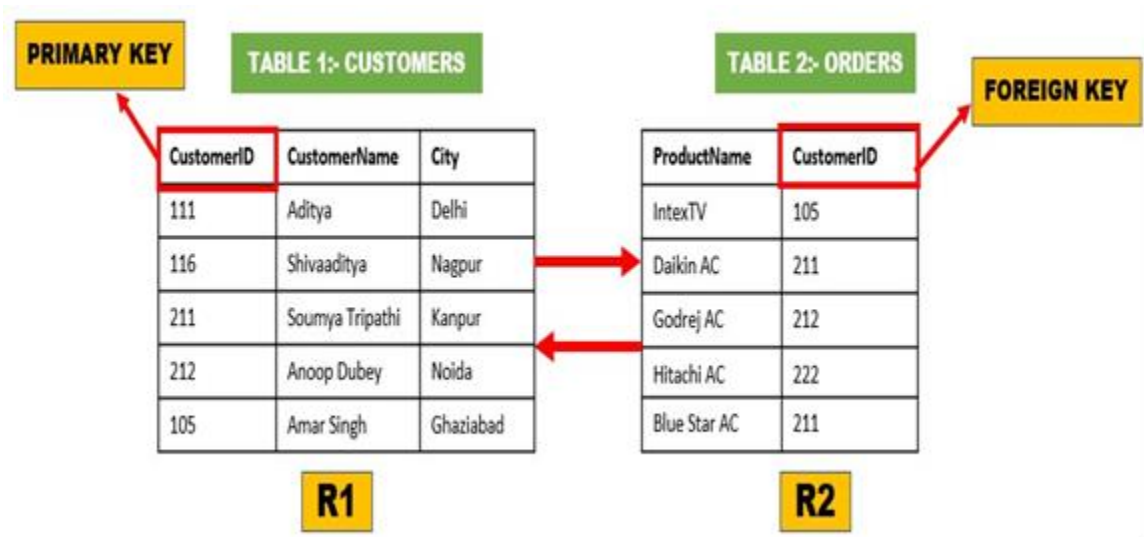 PRIMARY KEY
TABLE 1:- CUSTOMERS
TABLE 2:- ORDERS
FOREIGN KEY
CustomerID CustomerName City
111 Aditya Delhi
116 Shivaaditya Nagpur
211 Soumya Tripathi Kanpur
212 Anoop Dubey Noida
105 Amar Singh Ghaziabad
ProductName CustomerID
IntexTV 105
Daikin AC 211
Godrej AC 212
Hitachi AC 222
Blue Star AC 211
R1
R2